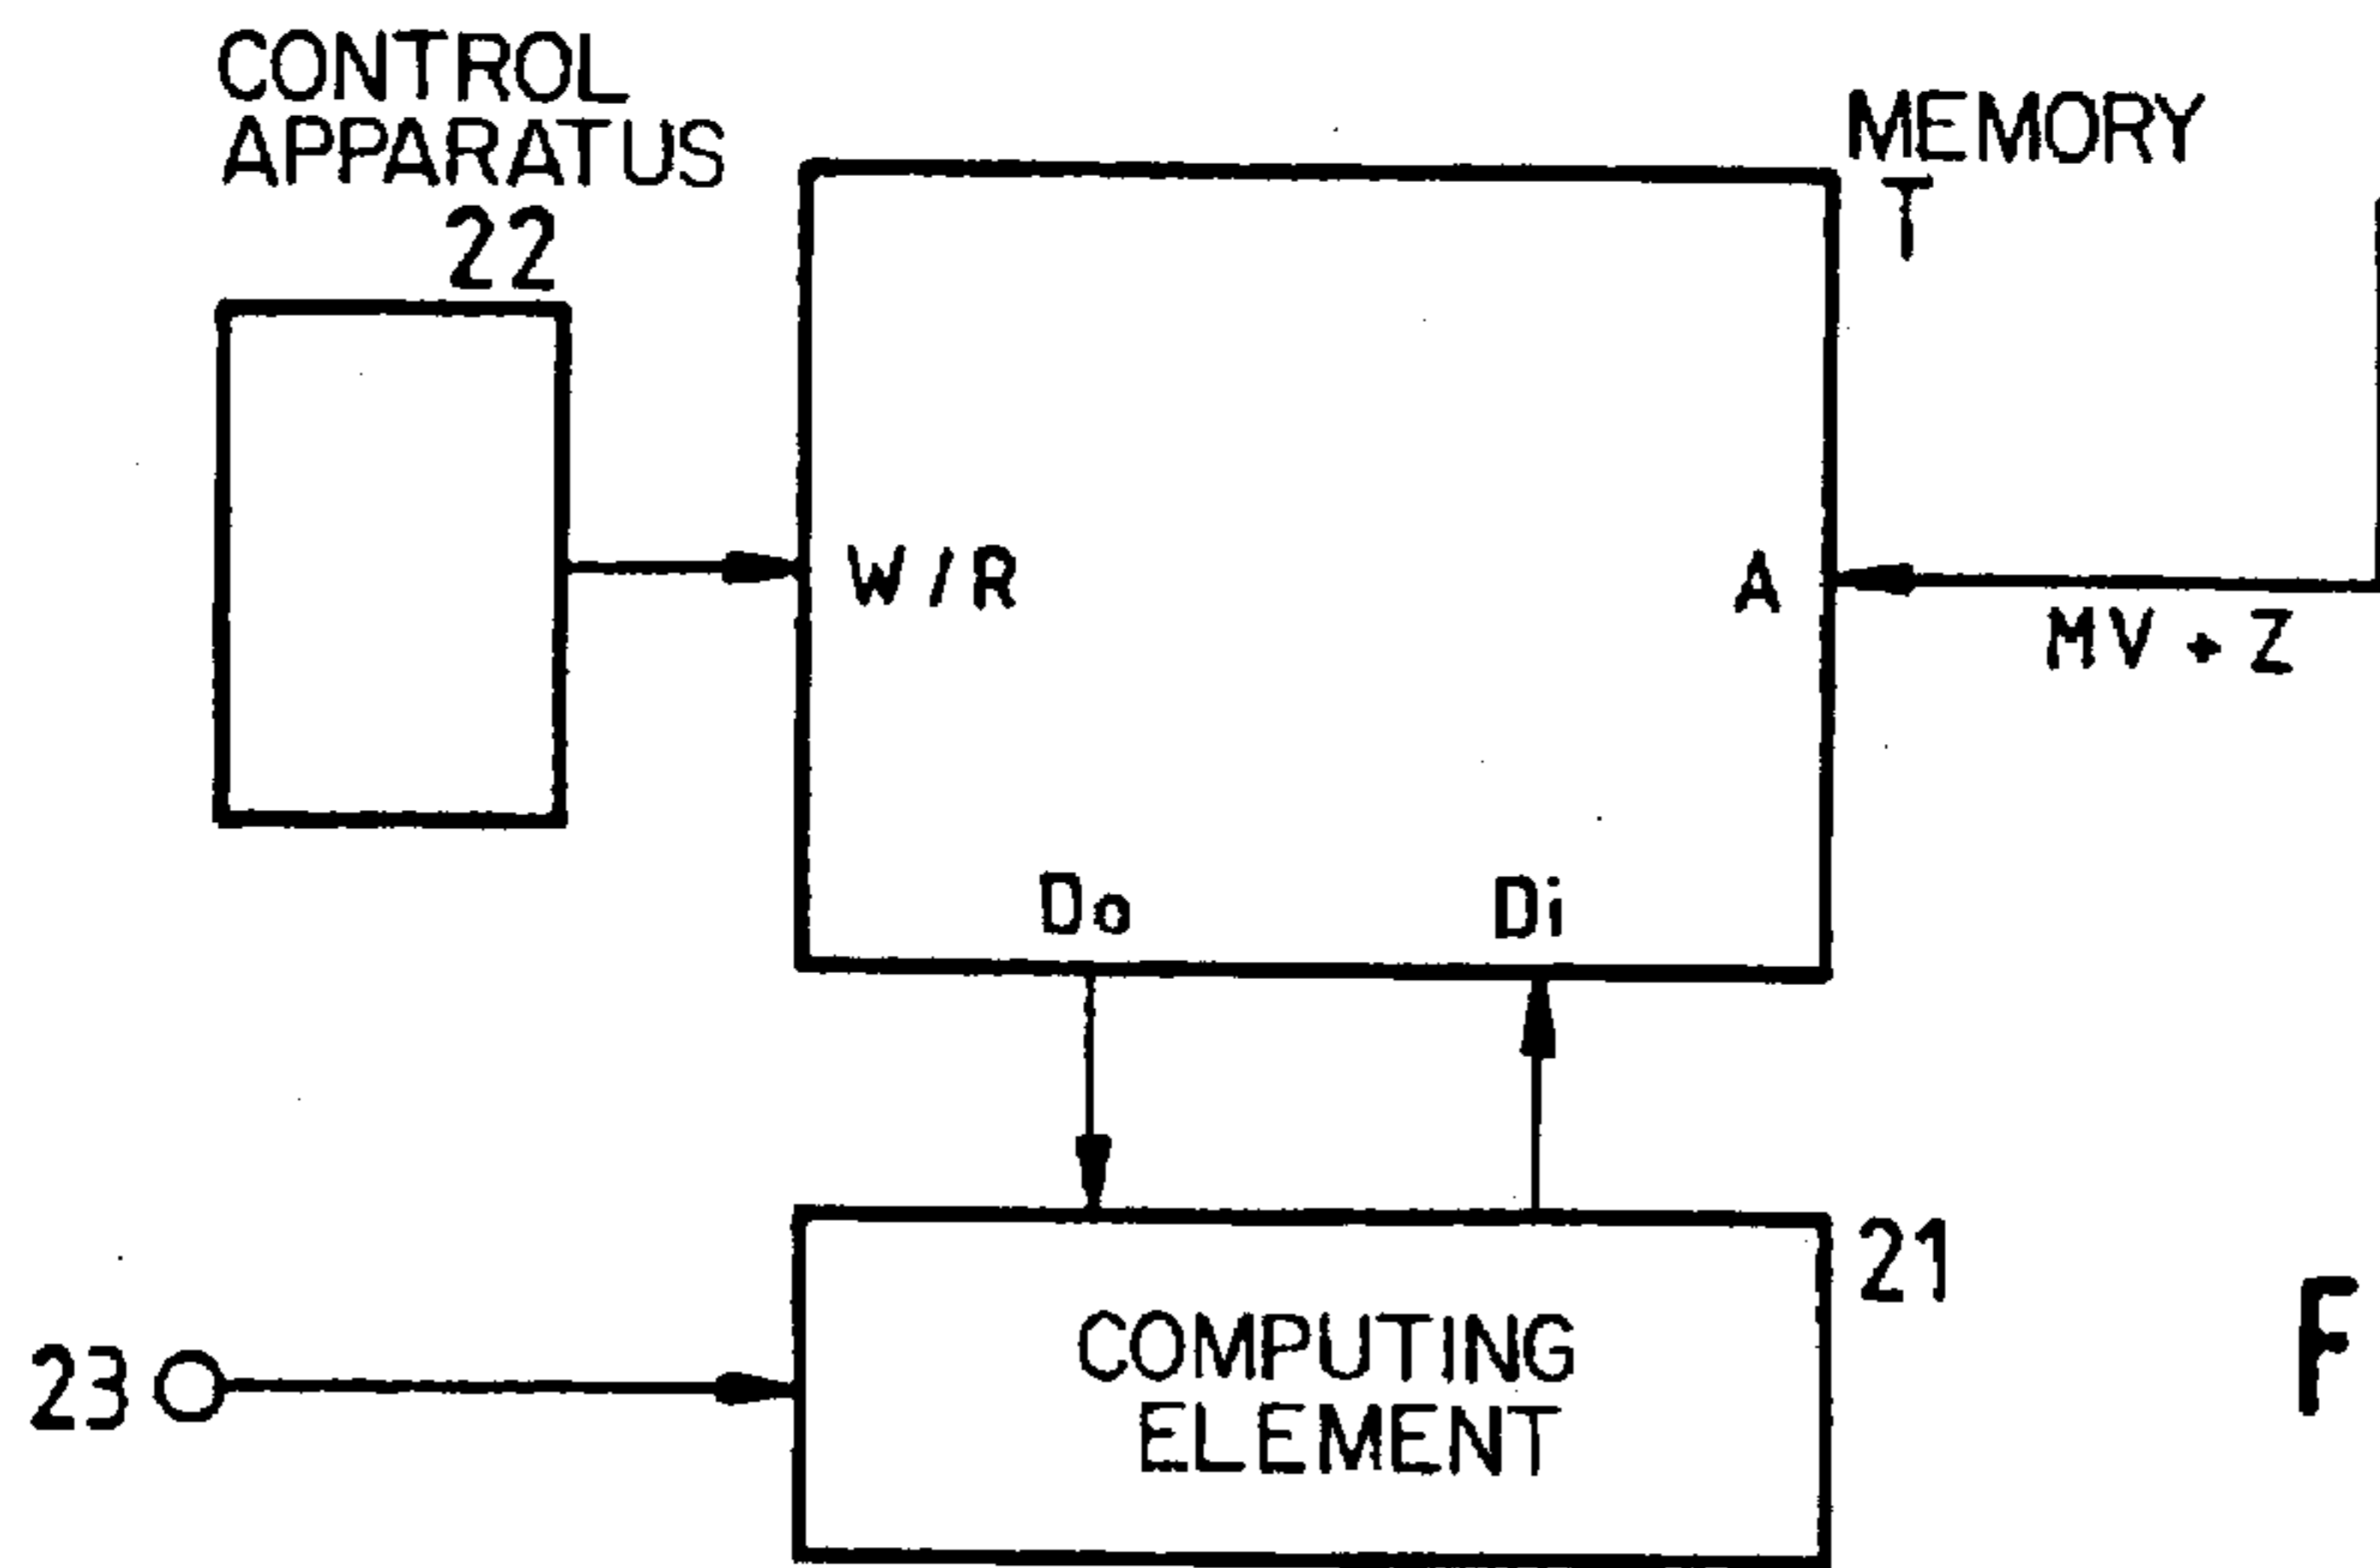 CONTROL
APPARATUS
22
MEMORY
T
W/R
A
MV + Z
Do
Di
21
COMPUTING
ELEMENT
23
F